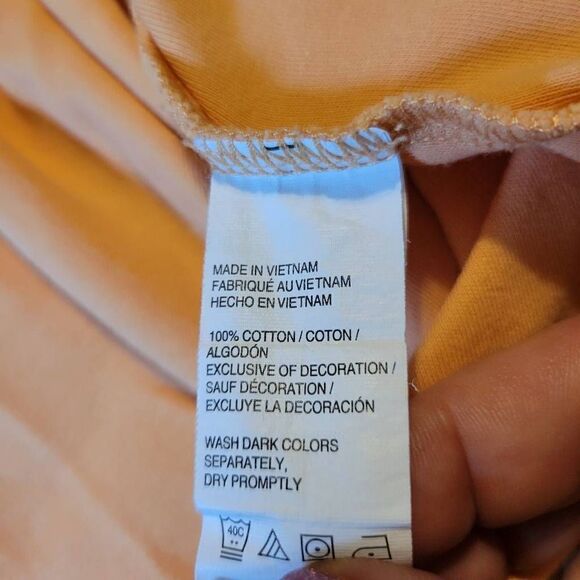 MADE IN VIETNAM
FABRIQUÉ AU VIETNAM
HECHO EN VIETNAM
100% COTTON / COTON /
ALGODÓN
EXCLUSIVE OF DECORATION /
SAUF DÉCORATION /
EXCLUYE LA DECORACIÓN
WASH DARK COLORS
SEPARATELY,
DRY PROMPTLY
40C